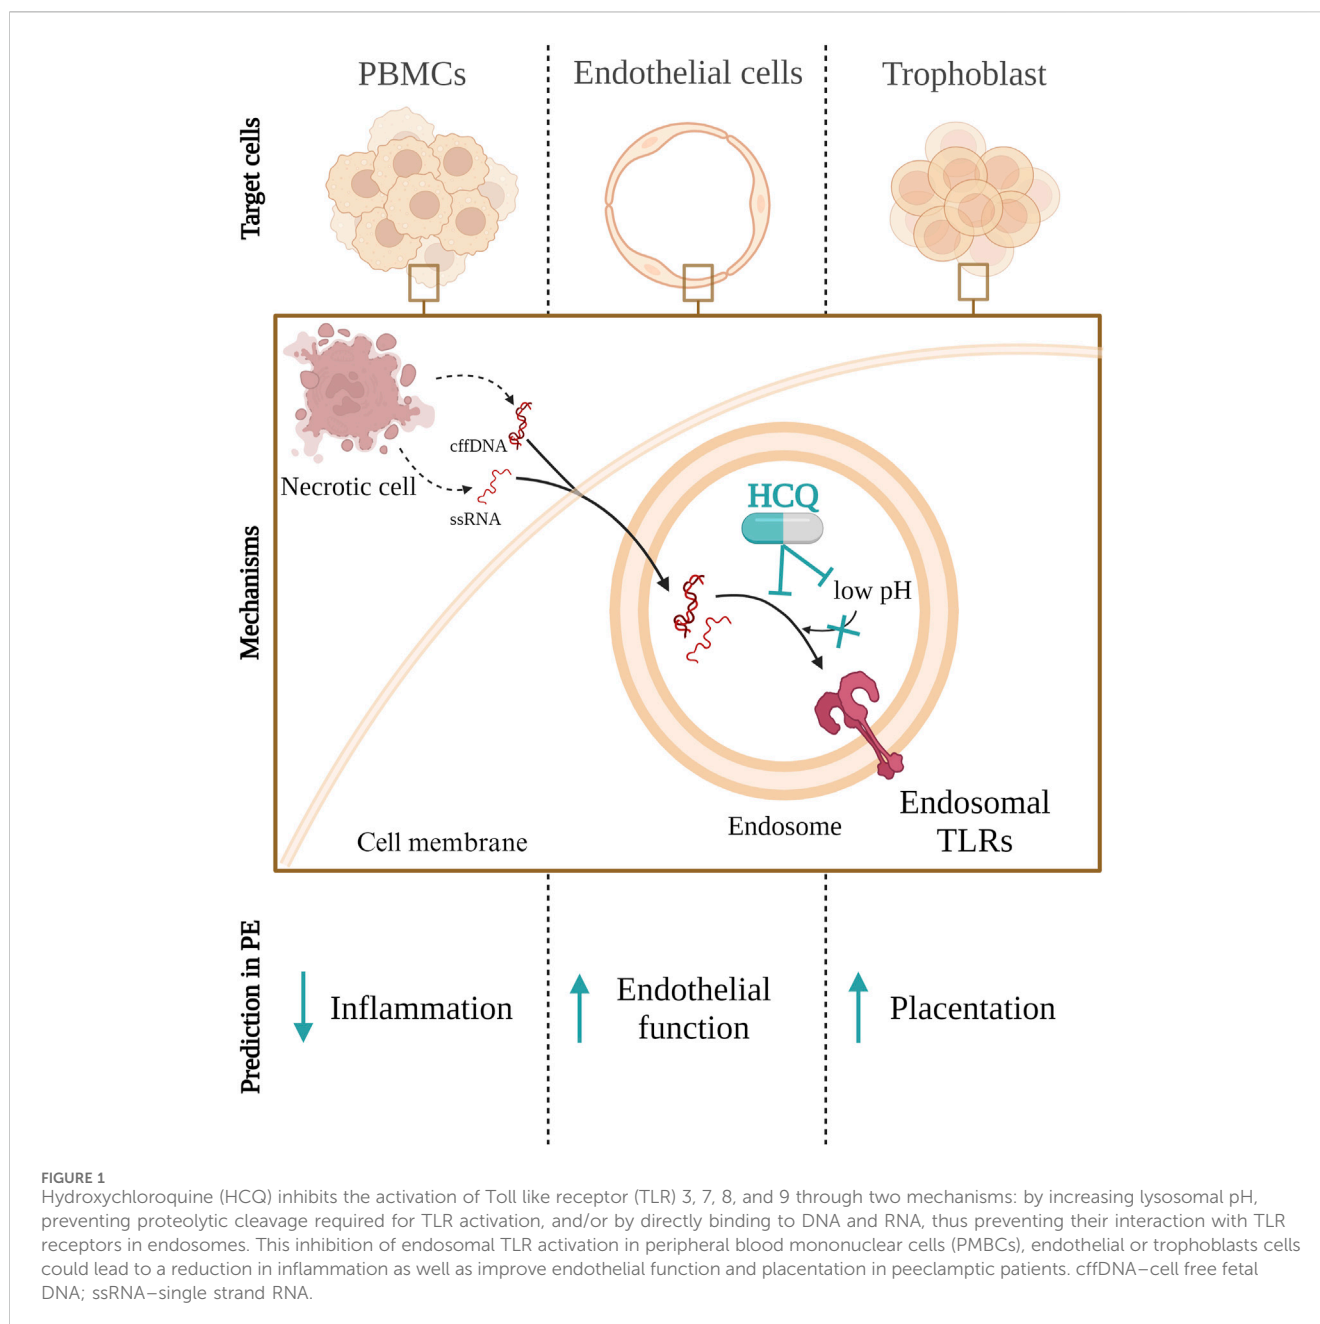 PBMCs
Endothelial cells
Trophoblast
Target cells
Necrotic cell
cffDNA
ssRNA
HCQ
low pH
Mechanisms
Endosomal
TLRs
Endosome
Cell membrane
Prediction in PE
Inflammation
Endothelial
function
Placentation
FIGURE 1
Hydroxychloroquine (HCQ) inhibits the activation of Toll like receptor (TLR) 3, 7, 8, and 9 through two mechanisms: by increasing lysosomal pH,
preventing proteolytic cleavage required for TLR activation, and/or by directly binding to DNA and RNA, thus preventing their interaction with TLR
receptors in endosomes. This inhibition of endosomal TLR activation in peripheral blood mononuclear cells (PMBCs), endothelial or trophoblasts cells
could lead to a reduction in inflammation as well as improve endothelial function and placentation in peeclamptic patients. cffDNA–cell free fetal
DNA; ssRNA–single strand RNA.